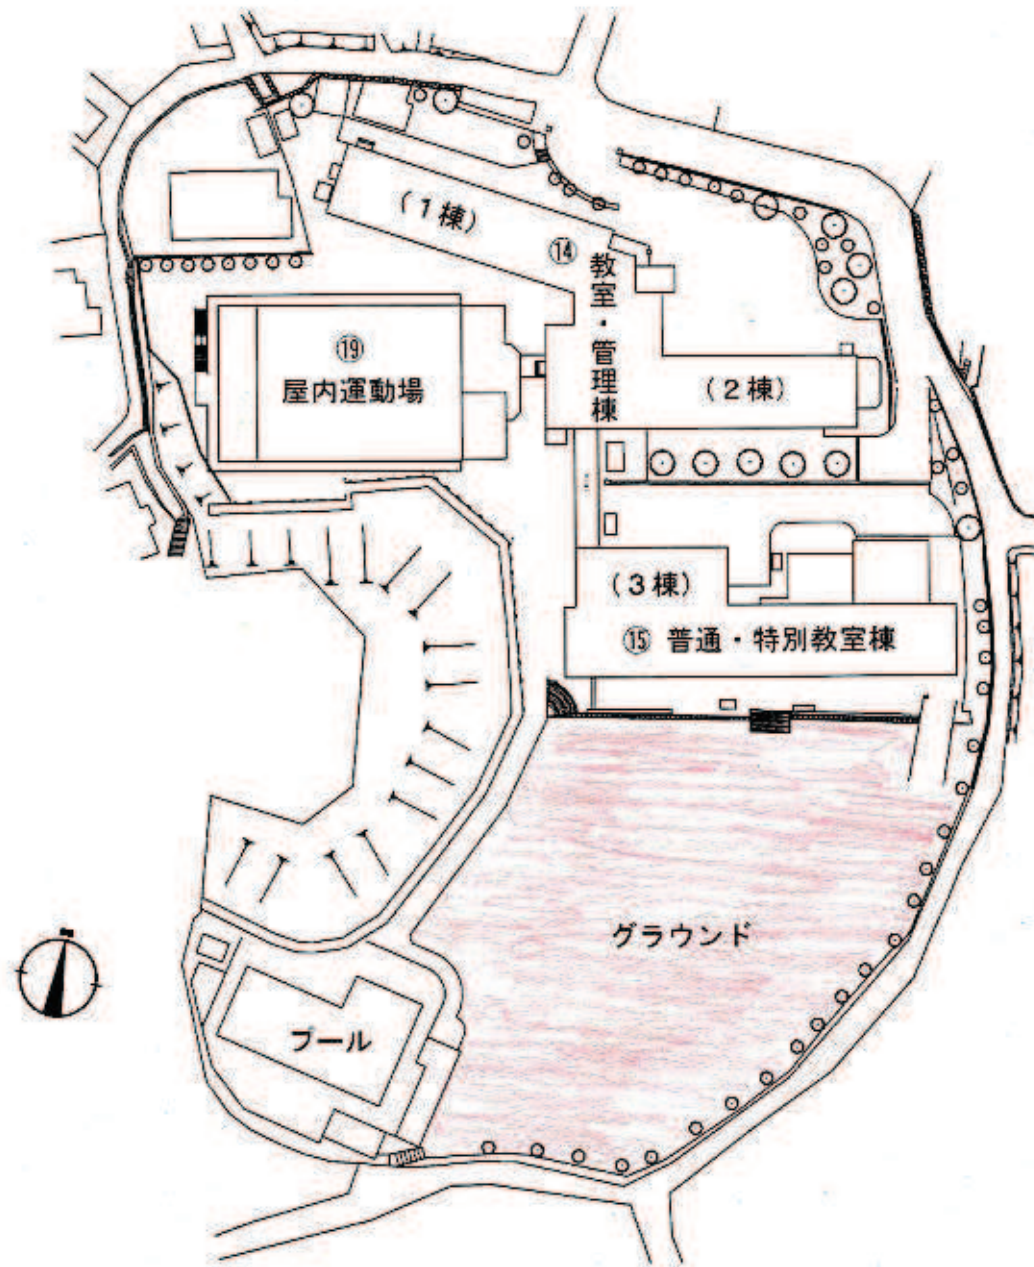 (1棟)
⑭
教室・管理棟
⑲
屋内運動場
(2棟)
(3棟)
⑮ 普通・特別教室棟
グラウンド
プール